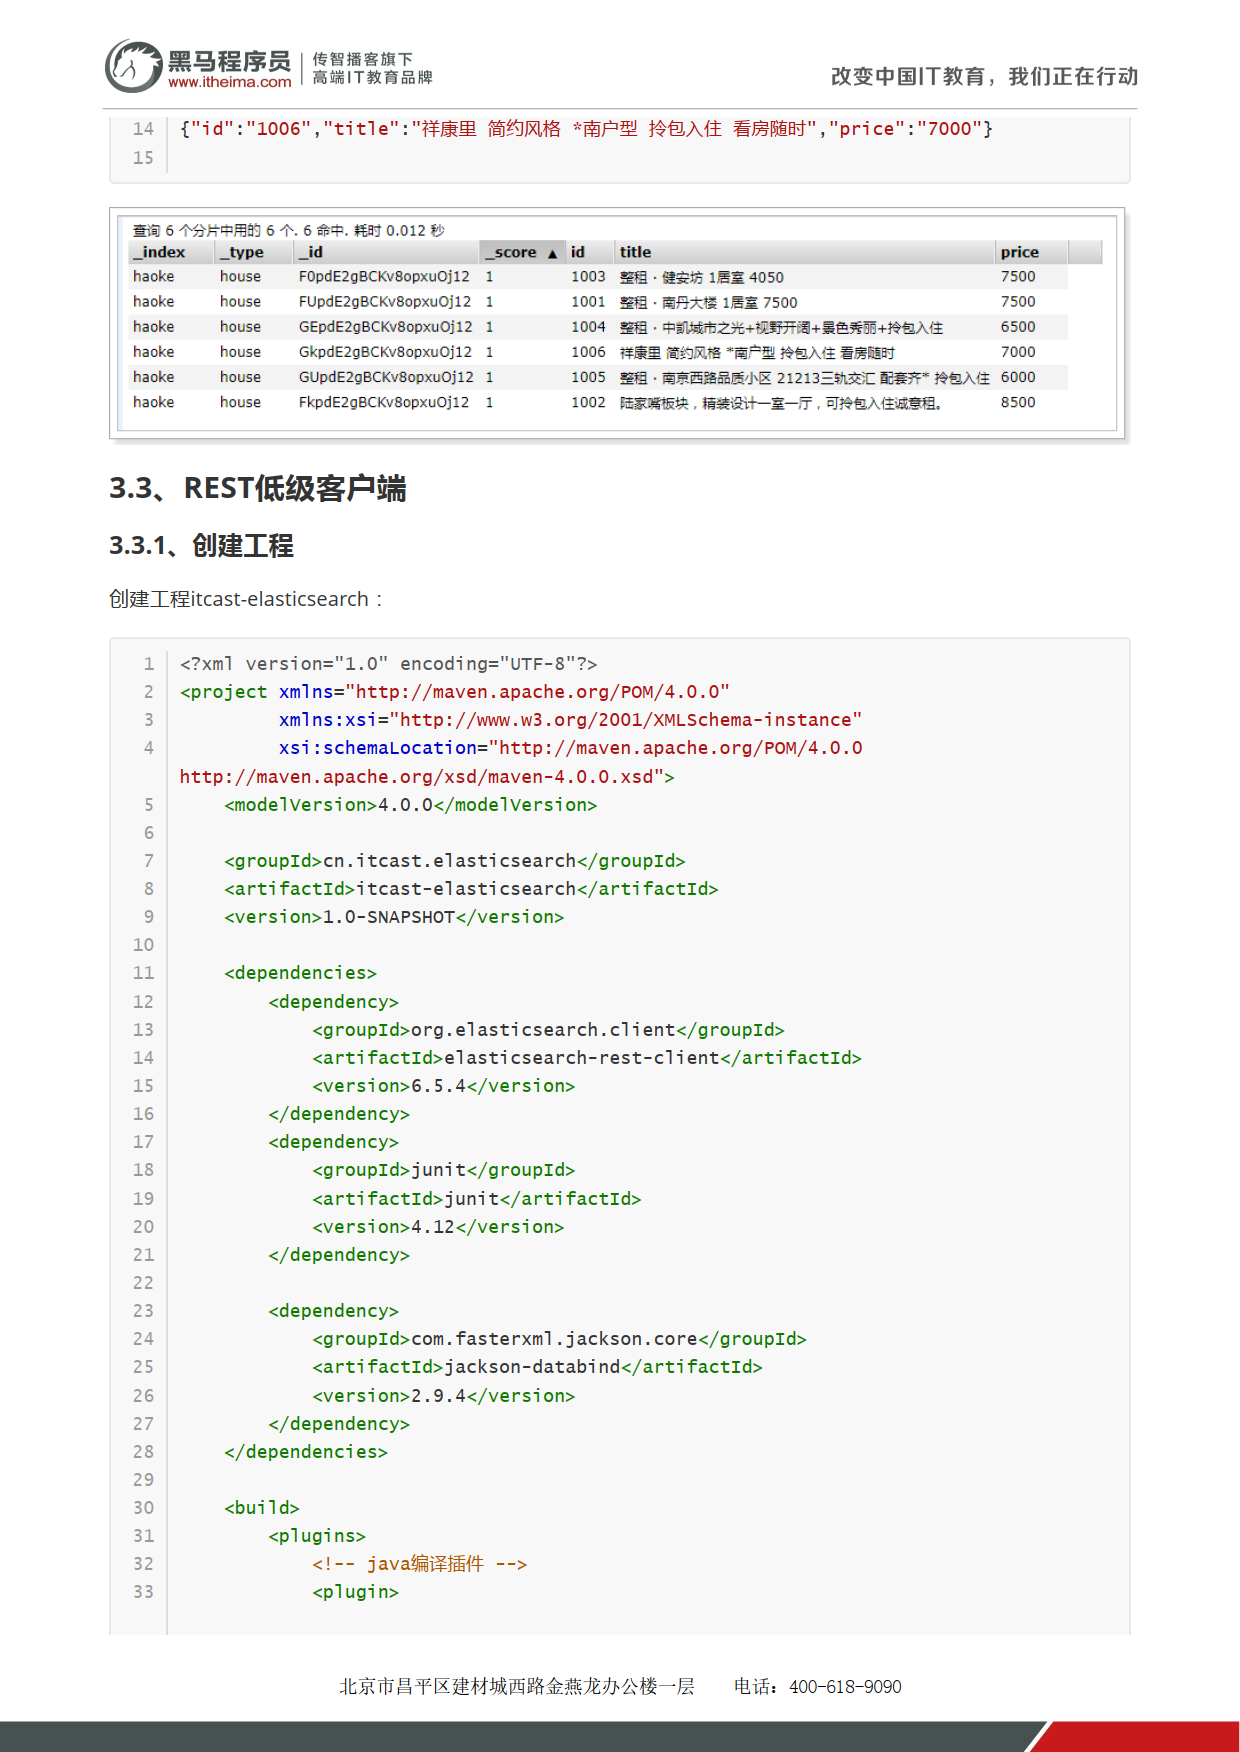 黑马程序员
www.itheima.com
传智播客旗下
高端IT教育品牌
改变中国IT教育，我们正在行动
14 {"id":"1006","title":"祥康里 简约风格 *南户型 拎包入住 看房随时","price":"7000"}
15
查询 6 个分片中用的 6 个. 6 命中. 耗时 0.012 秒
_index _type _id _score ▲ id title price
haoke house F0pdE2gBCKv8opxuOj12 1 1003 整租 · 健安坊 1居室 4050 7500
haoke house FUpdE2gBCKv8opxuOj12 1 1001 整租 · 南丹大楼 1居室 7500 7500
haoke house GEpdE2gBCKv8opxuOj12 1 1004 整租 · 中凯城市之光+视野开阔+景色秀丽+拎包入住 6500
haoke house GkpdE2gBCKv8opxuOj12 1 1006 祥康里 简约风格 *南户型 拎包入住 看房随时 7000
haoke house GUpdE2gBCKv8opxuOj12 1 1005 整租 · 南京西路品质小区 21213三轨交汇 配套齐* 拎包入住 6000
haoke house FkpdE2gBCKv8opxuOj12 1 1002 陆家嘴板块，精装设计一室一厅，可拎包入住诚意租。 8500
3.3、REST低级客户端
3.3.1、创建工程
创建工程itcast-elasticsearch：
1 <?xml version="1.0" encoding="UTF-8"?>
2 <project xmlns="http://maven.apache.org/POM/4.0.0"
3 xmlns:xsi="http://www.w3.org/2001/XMLSchema-instance"
4 xsi:schemaLocation="http://maven.apache.org/POM/4.0.0
http://maven.apache.org/xsd/maven-4.0.0.xsd">
5 <modelVersion>4.0.0</modelVersion>
6
7 <groupId>cn.itcast.elasticsearch</groupId>
8 <artifactId>itcast-elasticsearch</artifactId>
9 <version>1.0-SNAPSHOT</version>
10
11 <dependencies>
12 <dependency>
13 <groupId>org.elasticsearch.client</groupId>
14 <artifactId>elasticsearch-rest-client</artifactId>
15 <version>6.5.4</version>
16 </dependency>
17 <dependency>
18 <groupId>junit</groupId>
19 <artifactId>junit</artifactId>
20 <version>4.12</version>
21 </dependency>
22
23 <dependency>
24 <groupId>com.fasterxml.jackson.core</groupId>
25 <artifactId>jackson-databind</artifactId>
26 <version>2.9.4</version>
27 </dependency>
28 </dependencies>
29
30 <build>
31 <plugins>
32 <!-- java编译插件 -->
33 <plugin>
北京市昌平区建材城西路金燕龙办公楼一层 电话：400-618-9090